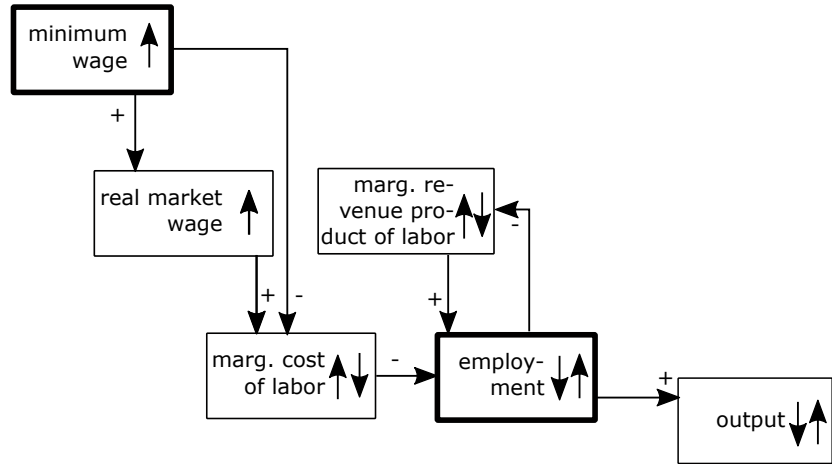 minimum
wage
+
-
real market
wage
marg. re-
venue pro-
duct of labor
-
+
-
+
marg. cost
of labor
-
employ-
ment
+
output